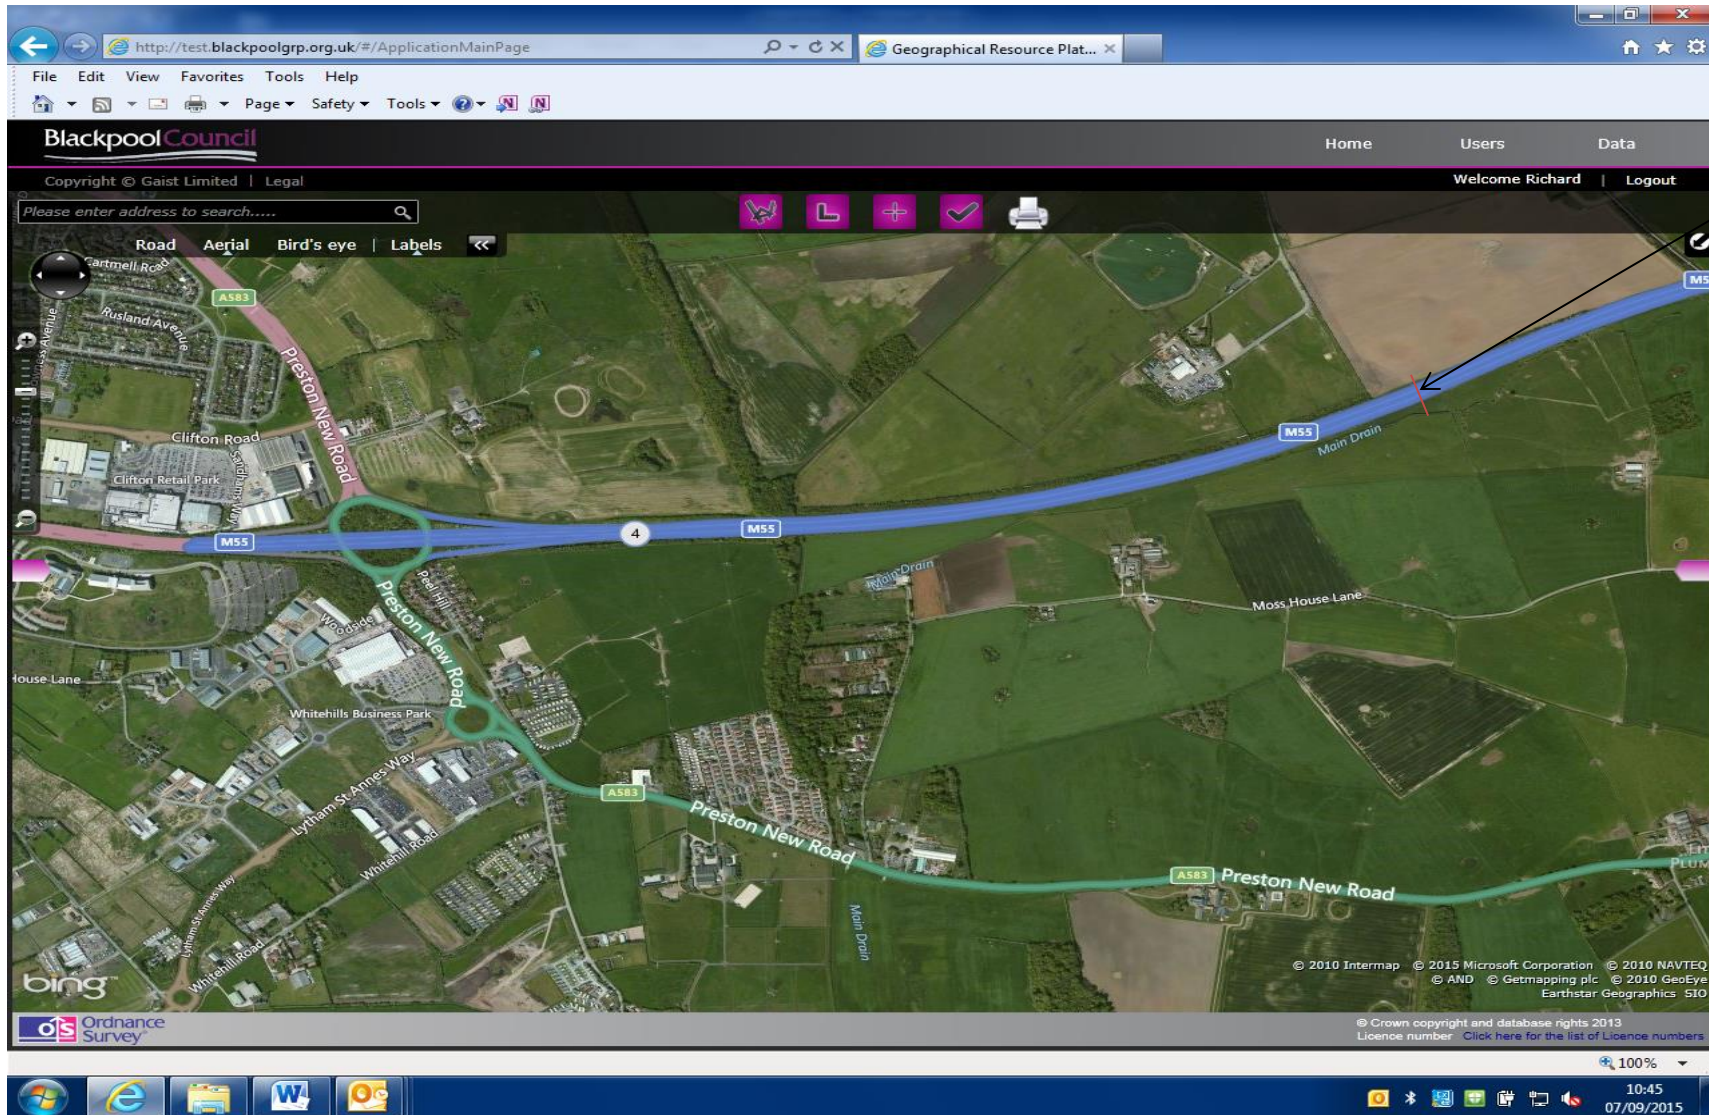 http://test.blackpoolgrp.org.uk/#/ApplicationMainPage
Geographical Resource Plat...
File Edit View Favorites Tools Help
Page Safety Tools
BlackpoolCouncil
Home Users Data
Copyright © Gaist Limited | Legal
Welcome Richard | Logout
Please enter address to search.....
Road Aerial Bird's eye | Labels <<
Cartmell Road
A583
M5
Rusland Avenue
Preston New Road
Clifton Road
Sandhams Way
Clifton Retail Park
M55
Main Drain
M55
4
M55
Peel Hill
Main Drain
Preston New Road
Woodside
Moss House Lane
House Lane
Whitehills Business Park
Lytham St Annes Way
A583
Preston New Road
Whitehill Road
A583
Preston New Road
PLUM
Lytham St Annes Way
Main Drain
Whitehill Road
bing
© 2010 Intermap © 2015 Microsoft Corporation © 2010 NAVTEQ
© AND © Getmapping plc © 2010 GeoEye
Earthstar Geographics SIO
OS Ordnance
Survey
© Crown copyright and database rights 2013
Licence number Click here for the list of Licence numbers
100%
10:45
07/09/2015